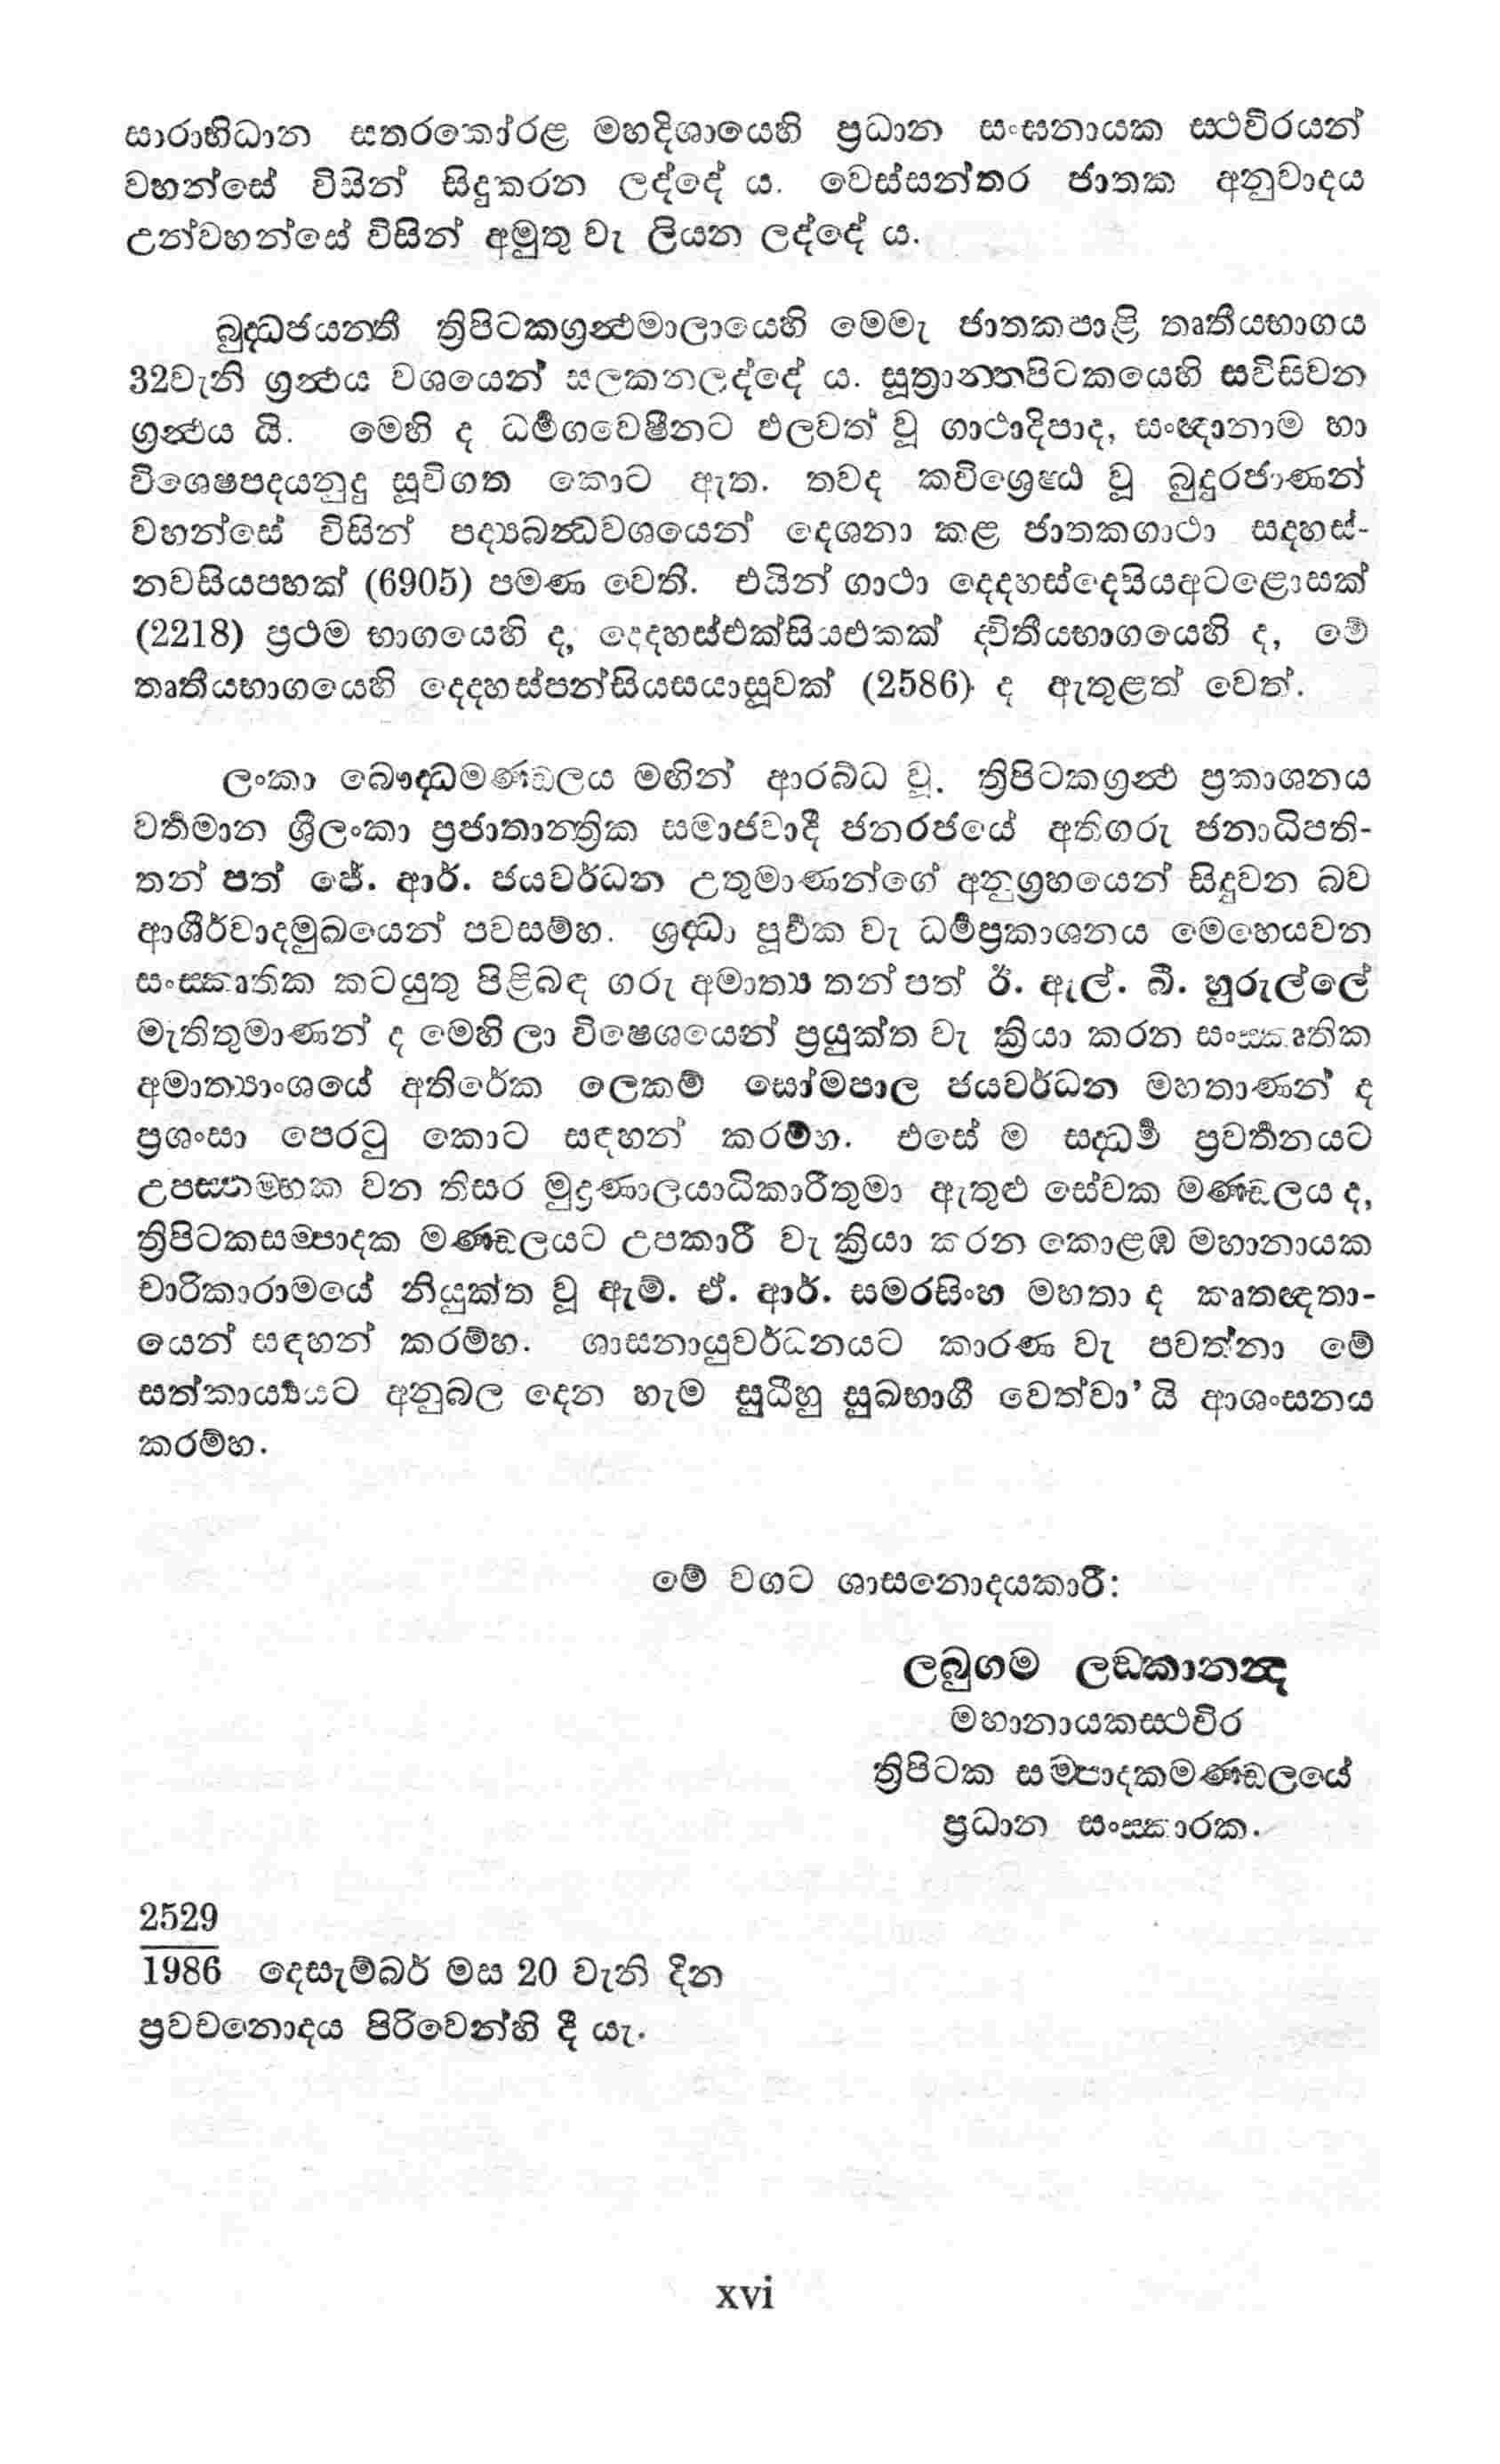 සාරාභිධාන සතරකෝරළ මහදිශායෙහි ප්‍රධාන සංඝනායක ස්ථවිරයන්
වහන්සේ විසින් සිදුකරන ලද්දේ ය. වෙස්සන්තර ජාතක අනුවාදය
උන්වහන්සේ විසින් අමුතු වැ ලියන ලද්දේ ය.
බුද්ධජයන්තී ත්‍රිපිටකග්‍රන්ථමාලායෙහි මෙමැ ජාතකපාළි තෘතීයභාගය
32වැනි ග්‍රන්ථය වශයෙන් සලකනලද්දේ ය. සූත්‍රාන්තපිටකයෙහි සවිසිවන
ග්‍රන්ථය යි. මෙහි ද ධර්‍මගවෙෂීනට ඵලවත් වූ ගාථාදිපාද, සංඥානාම හා
විශෙෂපදයනුදු සූවිගත කොට ඇත. තවද කවිශ්‍රෙෂ්ඨ වූ බුදුරජාණන්
වහන්සේ විසින් පද්‍යබන්ධවශයෙන් දෙශනා කළ ජාතකගාථා සදහස්-
නවසියපහක් (6905) පමණ වෙති. එයින් ගාථා දෙදහස්දෙසියඅටළොසක්
(2218) ප්‍රථම භාගයෙහි ද, දෙදහස්එක්සියඑකක් ද්විතීයභාගයෙහි ද, මේ
තෘතීයභාගයෙහි දෙදහස්පන්සියසයාසූවක් (2586) ද ඇතුළත් වෙත්.
ලංකා බෞද්ධමණ්ඩලය මඟින් ආරබ්ධ වූ. ත්‍රිපිටකග්‍රන්ථ ප්‍රකාශනය
වර්‍තමාන ශ්‍රීලංකා ප්‍රජාතාන්ත්‍රික සමාජවාදී ජනරජයේ අතිගරු ජනාධිපති-
තන් පත් ජේ. ආර්. ජයවර්ධන උතුමාණන්ගේ අනුග්‍රහයෙන් සිදුවන බව
ආශීර්වාදමුඛයෙන් පවසම්හ. ශ්‍රද්ධා පූර්‍වක වැ ධර්‍මප්‍රකාශනය මෙහෙයවන
සංස්කෘතික කටයුතු පිළිබඳ ගරු අමාත්‍ය තන් පත් ඊ. ඇල්. බී. හුරුල්ලේ
මැතිතුමාණන් ද මෙහි ලා විෂෙශයෙන් ප්‍රයුක්ත වැ ක්‍රියා කරන සංස්කෘතික
අමාත්‍යාංශයේ අතිරේක ලෙකම් සෝමපාල ජයවර්ධන මහතාණන් ද
ප්‍රශංසා පෙරටු කොට සඳහන් කරම්හ. එසේ ම සද්ධර්‍ම ප්‍රවර්‍තනයට
උපස්තම්භක වන තිසර මුද්‍රණාලයාධිකාරීතුමා ඇතුළු සේවක මණ්ඩලය ද,
ත්‍රිපිටකසම්පාදක මණ්ඩලයට උපකාරී වැ ක්‍රියා කරන කොළඹ මහානායක
චාරිකාරාමයේ නියුක්ත වූ ඇම්. ඒ. ආර්. සමරසිංහ මහතා ද කෘතඥතා-
යෙන් සඳහන් කරම්හ. ශාසනායුවර්ධනයට කාරණ වැ පවත්නා මේ
සත්කාර්‍ය්‍යයට අනුබල දෙන හැම සුධීහු සුඛභාගී වෙත්වා’ යි ආශංසනය
කරම්හ.
මේ වගට ශාසනොදයකාරී:
ලබුගම ලඞ්කානන්ද
මහානායකස්ථවිර
ත්‍රිපිටක සම්පාදකමණ්ඩලයේ
ප්‍රධාන සංස්කාරක.
2529
1986 දෙසැම්බර් මස 20 වැනි දින
ප්‍රවචනොදය පිරිවෙන්හි දී යැ.
xvi